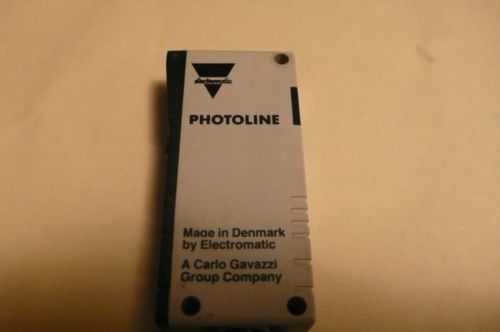 electromatic
PHOTOLINE
Made in Denmark
by Electromatic
A Carlo Gavazzi
Group Company